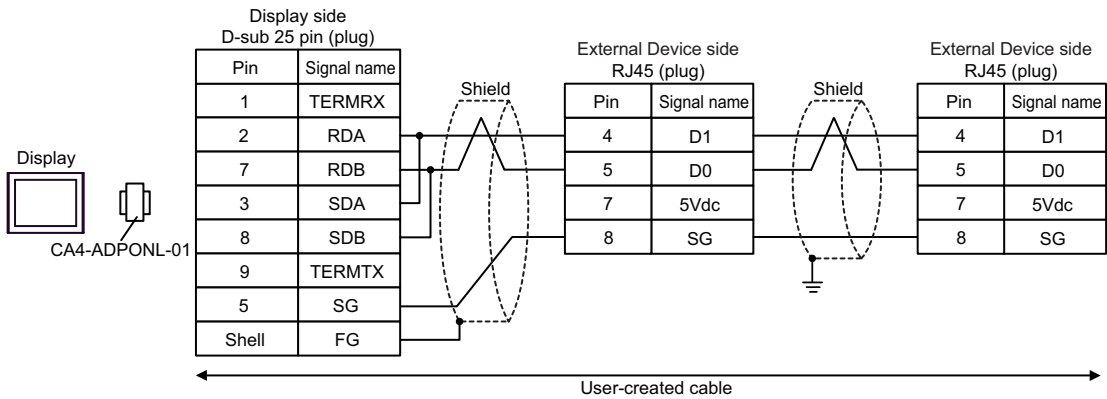 Display side
D-sub 25 pin (plug)
External Device side
RJ45 (plug)
External Device side
RJ45 (plug)
Pin Signal name
1 TERMRX
2 RDA
7 RDB
3 SDA
8 SDB
9 TERMTX
5 SG
Shell FG
Shield
Pin Signal name
4 D1
5 D0
7 5Vdc
8 SG
Shield
Pin Signal name
4 D1
5 D0
7 5Vdc
8 SG
Display
CA4-ADPONL-01
User-created cable